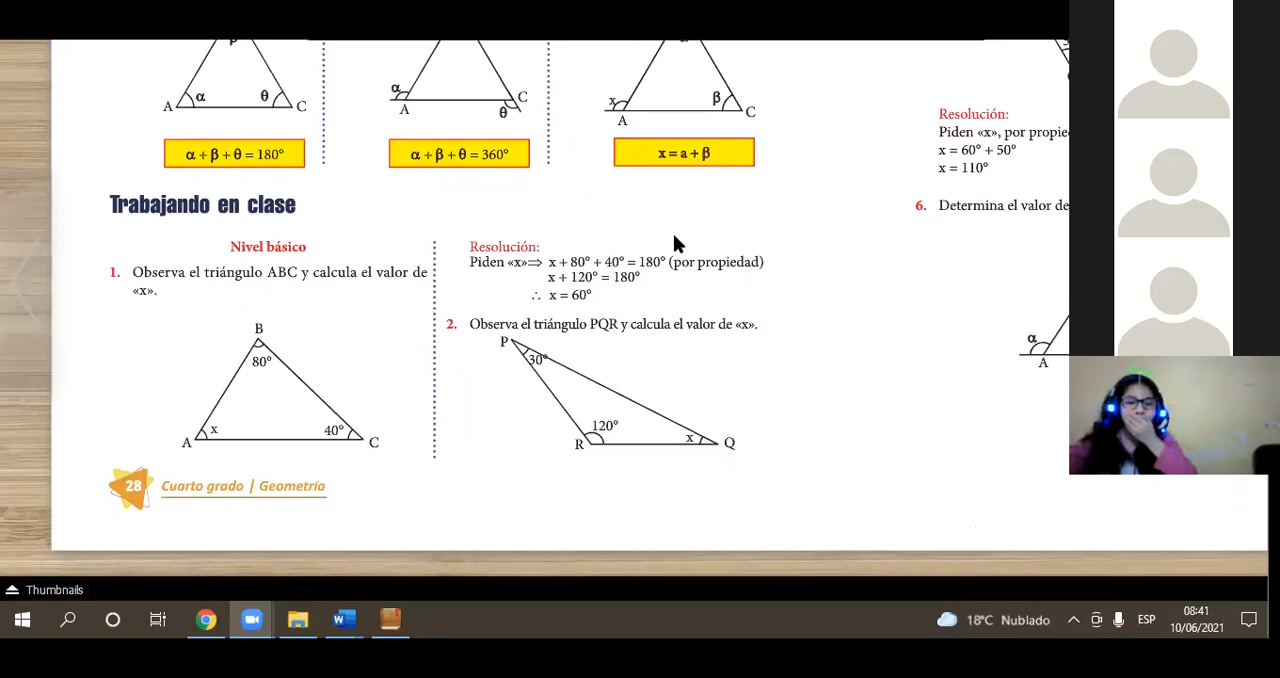 A α θ C
α A θ C
x A β C
α + β + θ = 180°
α + β + θ = 360°
x = a + β
Trabajando en clase
Nivel básico
1. Observa el triángulo ABC y calcula el valor de
«x».
B
80°
A x 40° C
Resolución:
Piden «x»⇒ x + 80° + 40° = 180° (por propiedad)
x + 120° = 180°
∴ x = 60°
2. Observa el triángulo PQR y calcula el valor de «x».
P
30°
120°
R x Q
28 Cuarto grado | Geometría
Resolución:
Piden «x», por
x = 60° + 50°
x = 110°
6. Determina el valor de
α
A
Thumbnails
18°C Nublado
ESP
08:41
10/06/2021